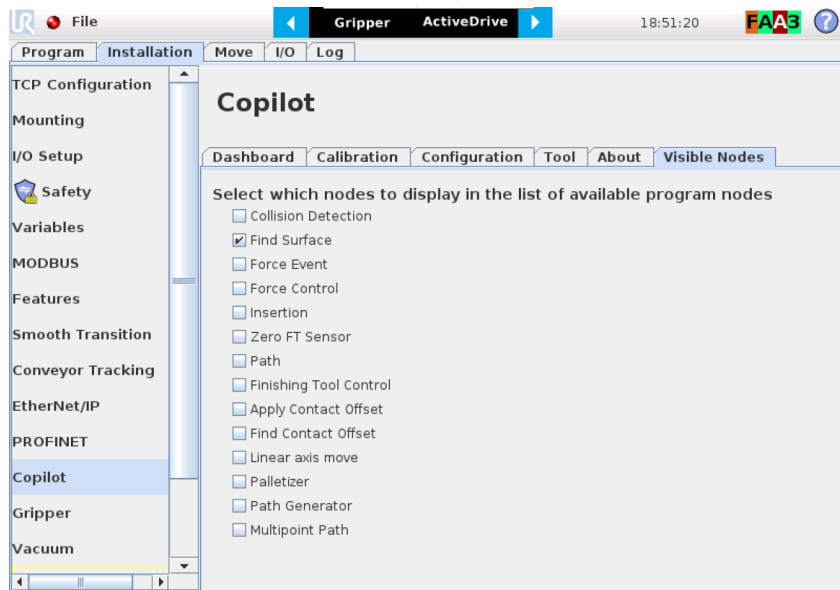 UR File Gripper ActiveDrive 18:51:20 FAA3 ?
Program Installation Move I/O Log
TCP Configuration
Mounting
I/O Setup
Safety
Variables
MODBUS
Features
Smooth Transition
Conveyor Tracking
EtherNet/IP
PROFINET
Copilot
Gripper
Vacuum
Copilot
Dashboard Calibration Configuration Tool About Visible Nodes
Select which nodes to display in the list of available program nodes
Collision Detection
Find Surface
Force Event
Force Control
Insertion
Zero FT Sensor
Path
Finishing Tool Control
Apply Contact Offset
Find Contact Offset
Linear axis move
Palletizer
Path Generator
Multipoint Path